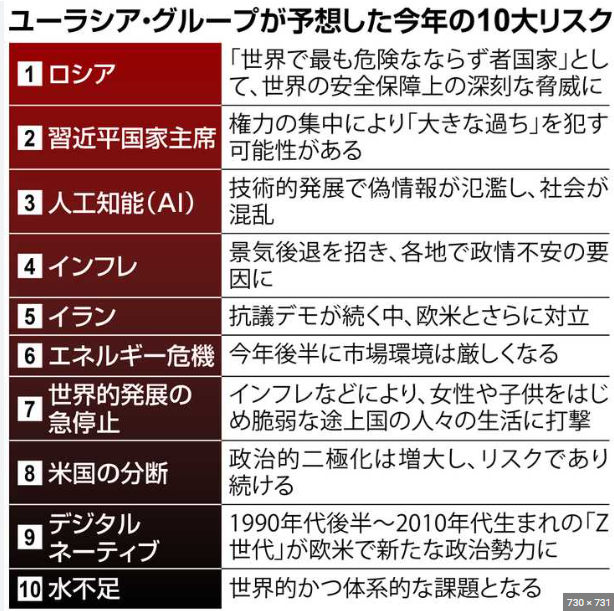 ユーラシア・グループが予想した今年の10大リスク
1 ロシア
「世界で最も危険なならず者国家」とし
て、世界の安全保障上の深刻な脅威に
2 習近平国家主席
権力の集中により「大きな過ち」を犯す
可能性がある
3 人工知能(AI)
技術的発展で偽情報が氾濫し、社会が
混乱
4 インフレ
景気後退を招き、各地で政情不安の要
因に
5 イラン
抗議デモが続く中、欧米とさらに対立
6 エネルギー危機
今年後半に市場環境は厳しくなる
7 世界的発展の
急停止
インフレなどにより、女性や子供をはじ
め脆弱な途上国の人々の生活に打撃
8 米国の分断
政治的二極化は増大し、リスクであり
続ける
9 デジタル
ネーティブ
1990年代後半～2010年代生まれの「Z
世代」が欧米で新たな政治勢力に
10 水不足
世界的かつ体系的な課題となる
730 × 731